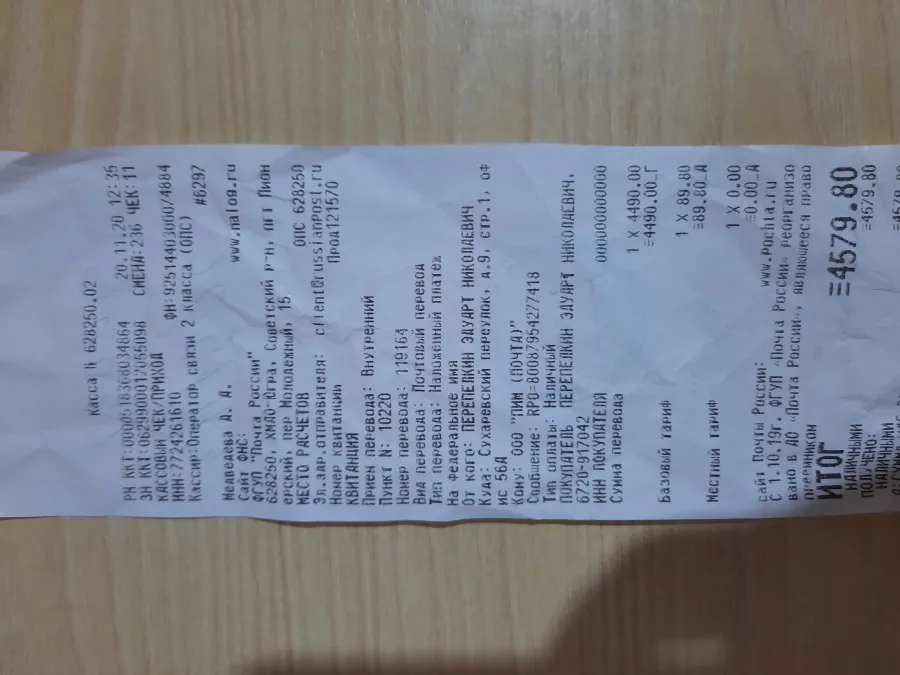 Касса N 628250.02
РН ККТ:0000518368034864 20.11.20 12:35
ЗН ККТ:0629900012055098 СМЕНА:236 ЧЕК:11
КАССОВЫЙ ЧЕК/ПРИХОД
ИНН:7724261610 ФН:9251440300074884
Кассир:Оператор связи 2 класса (ОПС) #6297
Медведева А. А.
Сайт ФНС: www.nalog.ru
ФГУП "Почта России"
628250, ХМАО-Югра, Советский р-н, пгт Пион
ерский, пер Молодежный, 15
МЕСТО РАСЧЕТОВ ОПС 628250
Эл.адр.отправителя: client@russianpost.ru
Номер квитанции Прод121570
КВИТАНЦИЯ
Прием перевода: Внутренний
Пункт N: 10220
Номер перевода: 119164
Вид перевода: Почтовый перевод
Тип перевода: Наложенный платеж
На Федеральное имя
От кого: ПЕРЕПЕЛКИН ЭДУАРТ НИКОЛАЕВИЧ
Куда: Сухаревский переулок, д.9, стр.1, оф
ис 56А
Кому: ООО "ПИМ (ПОЧТА)"
Сообщение: RPO=80087954277418
Тип оплаты: Наличный
ПОКУПАТЕЛЬ ПЕРЕПЕЛКИН ЭДУАРТ НИКОЛАЕВИЧ,
6720-917042
ИНН ПОКУПАТЕЛЯ 000000000000
Сумма перевода
1 X 4490.00
=4490.00_Г
Базовый тариф
1 X 89.80
=89.80_А
Местный тариф
1 X 0.00
=0.00_А
сайт Почты России: www.pochta.ru
С 1.10.19г. ФГУП «Почта России» реорганизо
вано в АО «Почта России», являющееся право
преемником
ИТОГ =4579.80
НАЛИЧНЫМИ =4579.80
ПОЛУЧЕНО:
НАЛИЧНЫМИ =4579.80